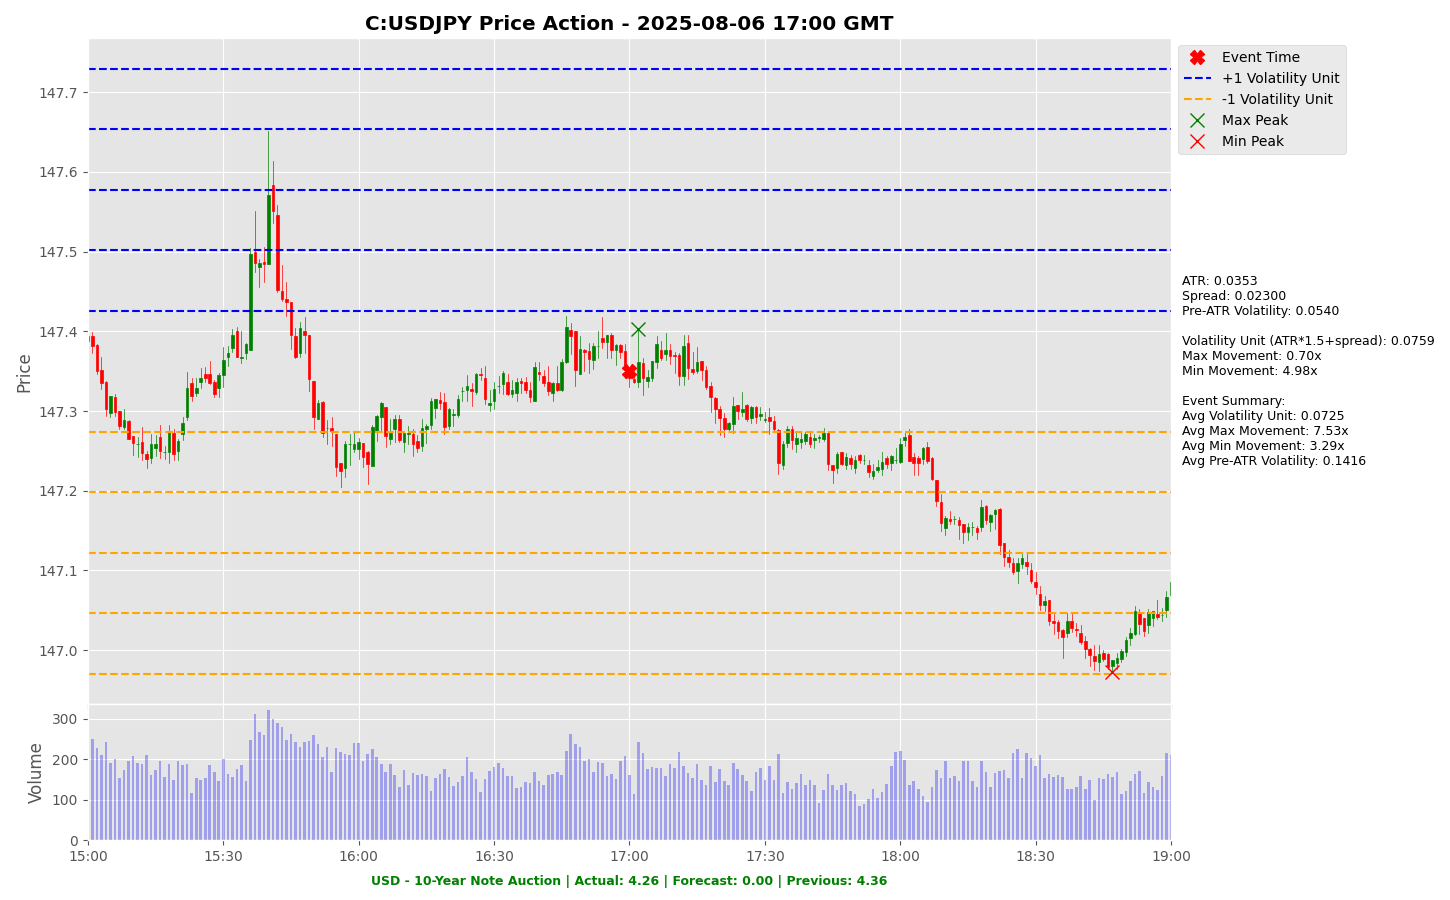 C:USDJPY Price Action - 2025-08-06 17:00 GMT
Event Time
+1 Volatility Unit
-1 Volatility Unit
Max Peak
Min Peak
147.7
147.6
147.5
147.4
147.3
147.2
147.1
147.0
Price
ATR: 0.0353
Spread: 0.02300
Pre-ATR Volatility: 0.0540
Volatility Unit (ATR*1.5+spread): 0.0759
Max Movement: 0.70x
Min Movement: 4.98x
Event Summary:
Avg Volatility Unit: 0.0725
Avg Max Movement: 7.53x
Avg Min Movement: 3.29x
Avg Pre-ATR Volatility: 0.1416
300
200
100
0
Volume
15:00 15:30 16:00 16:30 17:00 17:30 18:00 18:30 19:00
USD - 10-Year Note Auction | Actual: 4.26 | Forecast: 0.00 | Previous: 4.36